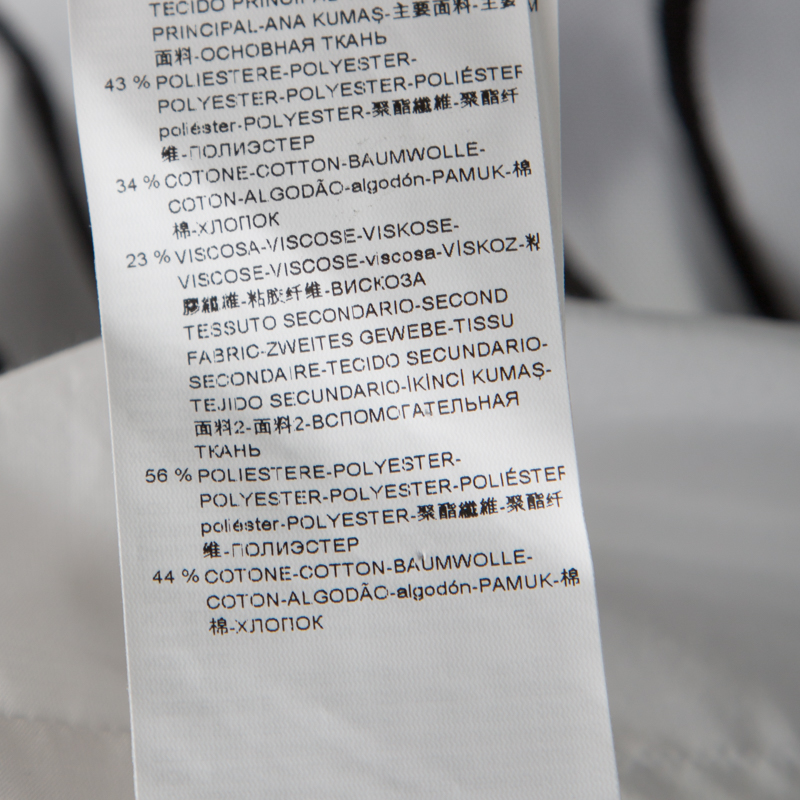 TECIDO PRINCIPAL-
PRINCIPAL-ANA KUMAŞ-主要面料-主要
面料-ОСНОВНАЯ ТКАНЬ
43 % POLIESTERE-POLYESTER-
POLYESTER-POLYESTER-POLIÉSTER
poliéster-POLYESTER-聚酯纖維-聚酯纤
维-ПОЛИЭСТЕР
34 % COTONE-COTTON-BAUMWOLLE-
COTON-ALGODÃO-algodón-PAMUK-棉
棉-ХЛОПОК
23 % VISCOSA-VISCOSE-VISKOSE-
VISCOSE-VISCOSE-viscosa-VİSKOZ-粘
膠纖維-粘胶纤维-ВИСКОЗА
TESSUTO SECONDARIO-SECOND
FABRIC-ZWEITES GEWEBE-TISSU
SECONDAIRE-TECIDO SECUNDARIO-
TEJIDO SECUNDARIO-İKİNCİ KUMAŞ-
面料2-面料2-ВСПОМОГАТЕЛЬНАЯ
ТКАНЬ
56 % POLIESTERE-POLYESTER-
POLYESTER-POLYESTER-POLIÉSTER
poliéster-POLYESTER-聚酯纖維-聚酯纤
维-ПОЛИЭСТЕР
44 % COTONE-COTTON-BAUMWOLLE-
COTON-ALGODÃO-algodón-PAMUK-棉
棉-ХЛОПОК